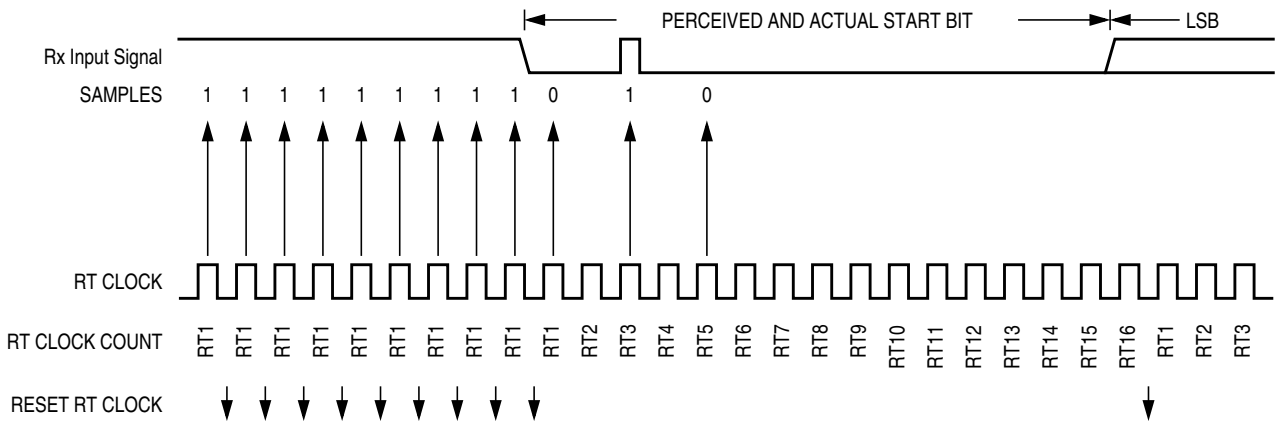 PERCEIVED AND ACTUAL START BIT LSB
Rx Input Signal
SAMPLES 1 1 1 1 1 1 1 1 1 0 1 0
RT CLOCK
RT CLOCK COUNT RT1 RT1 RT1 RT1 RT1 RT1 RT1 RT1 RT1 RT1 RT2 RT3 RT4 RT5 RT6 RT7 RT8 RT9 RT10 RT11 RT12 RT13 RT14 RT15 RT16 RT1 RT2 RT3
RESET RT CLOCK